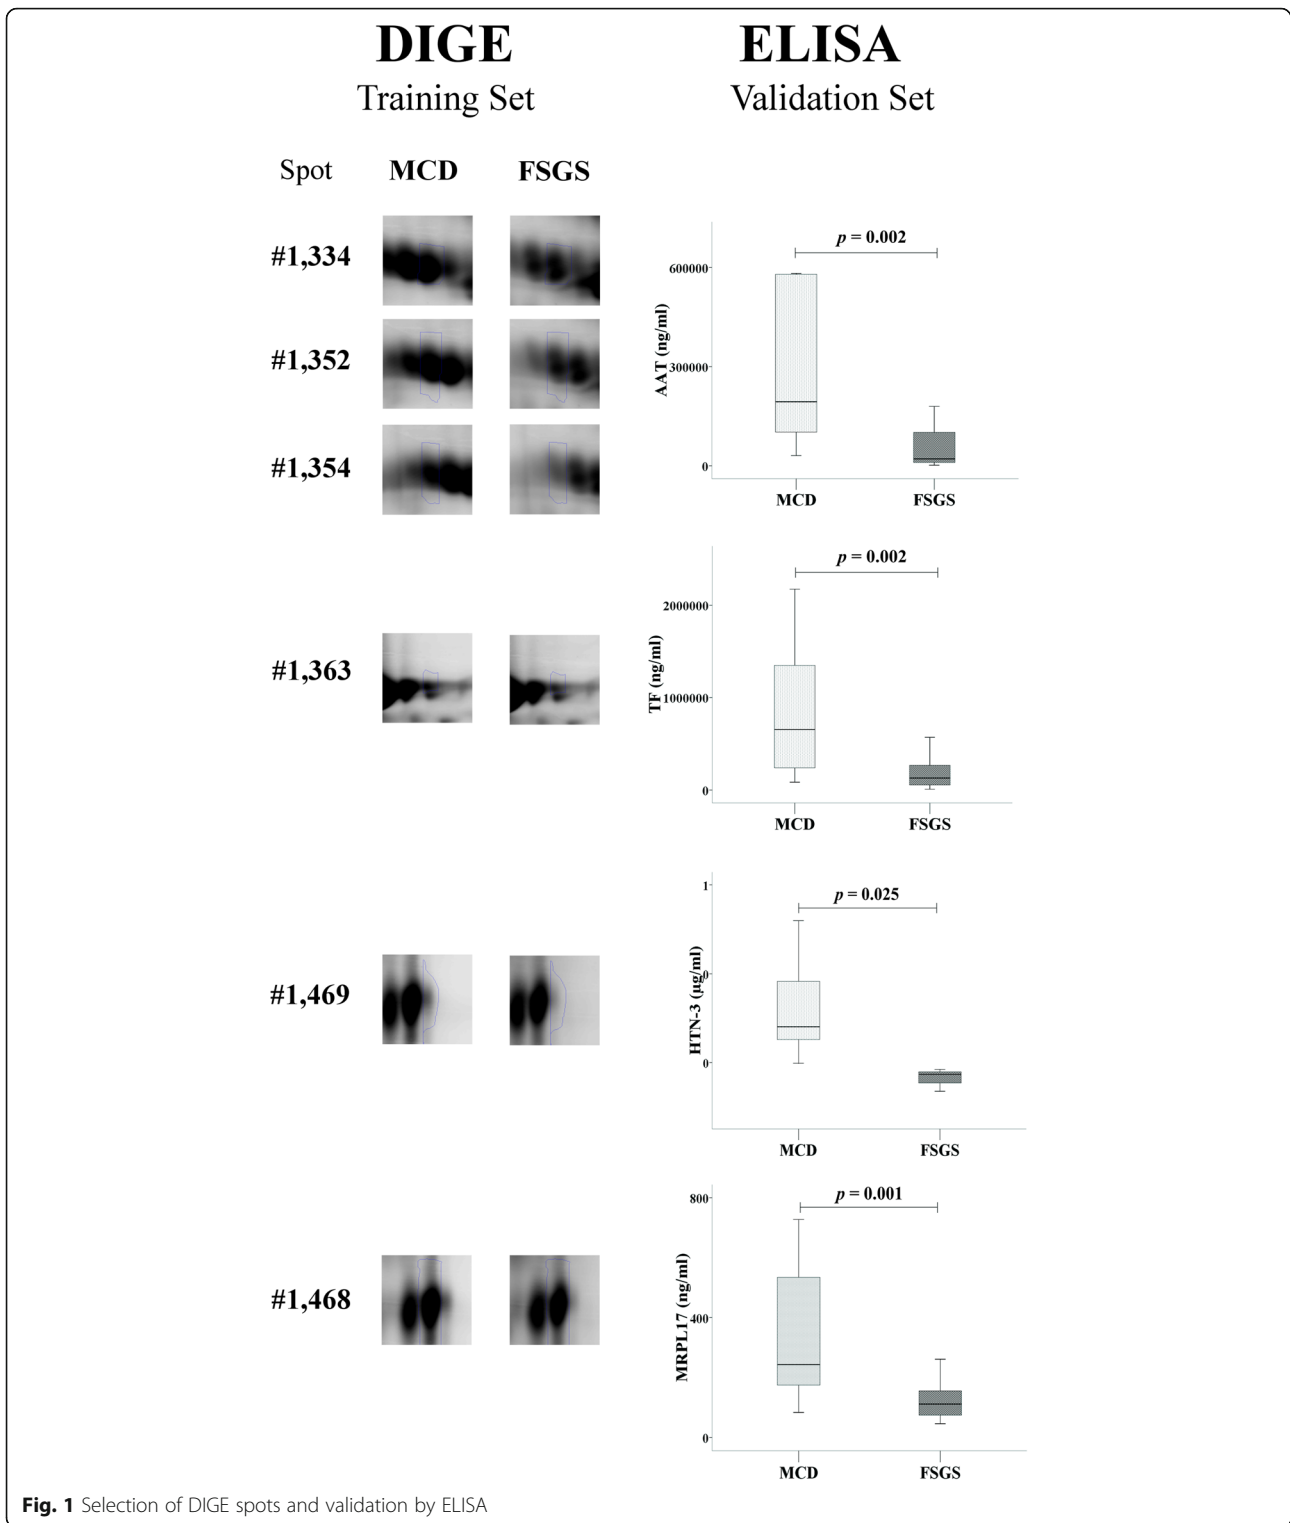 DIGE
Training Set
ELISA
Validation Set
Spot MCD FSGS
#1,334
#1,352
#1,354
p = 0.002
600000
300000
0
AAT (ng/ml)
MCD FSGS
#1,363
p = 0.002
2000000
1000000
0
TF (ng/ml)
MCD FSGS
#1,469
p = 0.025
1
0
0
HTN-3 (µg/ml)
MCD FSGS
#1,468
p = 0.001
800
400
0
MRPL17 (ng/ml)
MCD FSGS
Fig. 1 Selection of DIGE spots and validation by ELISA